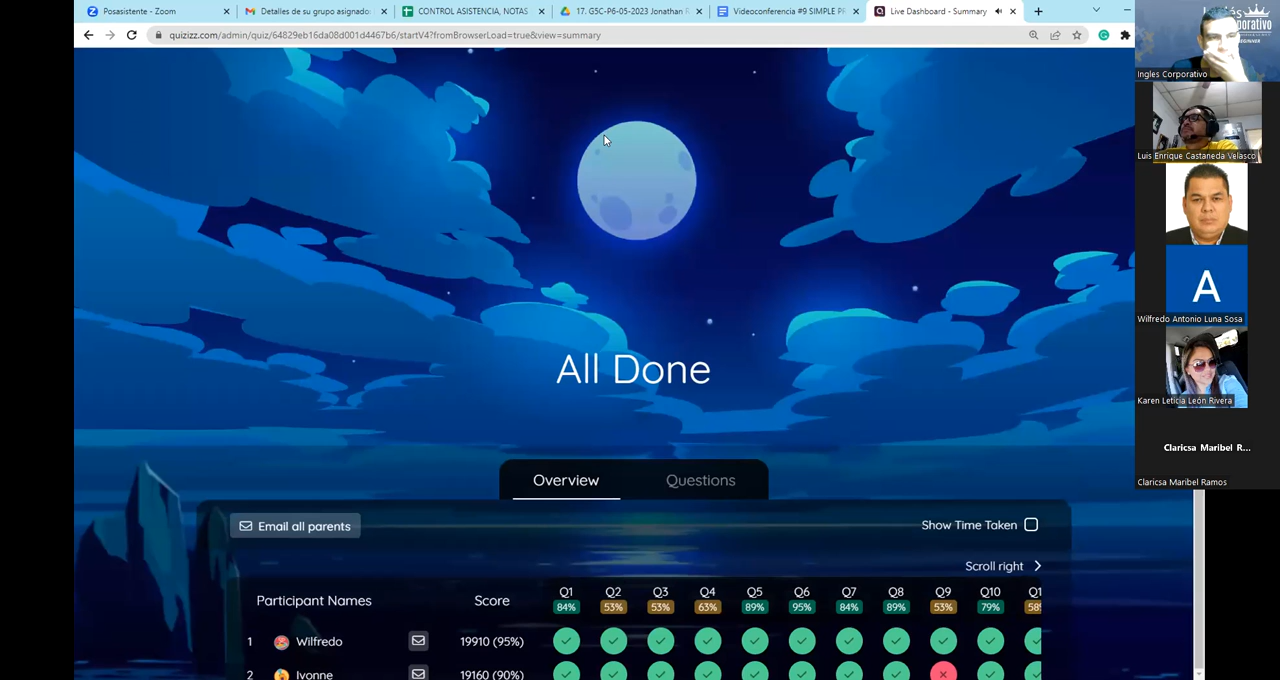 Posasistente - Zoom
Detalles de su grupo asignado
CONTROL ASISTENCIA, NOTAS
17. G5C-P6-05-2023 Jonathan R
Videoconferencia #9 SIMPLE PR
Live Dashboard - Summary
quizizz.com/admin/quiz/64829eb16da08d001d4467b6/startV4?fromBrowserLoad=true&view=summary
Ingles Corporativo
Luis Enrique Castaneda Velasco
Wilfredo Antonio Luna Sosa
A
Karen Leticia León Rivera
Claricsa Maribel R...
Claricsa Maribel Ramos
All Done
Overview
Questions
Email all parents
Show Time Taken
Scroll right
Participant Names
Score
Q1 Q2 Q3 Q4 Q5 Q6 Q7 Q8 Q9 Q10 Q1
84% 53% 53% 63% 89% 95% 84% 89% 53% 79% 58%
1 Wilfredo 19910 (95%)
2 Ivonne 19160 (90%)